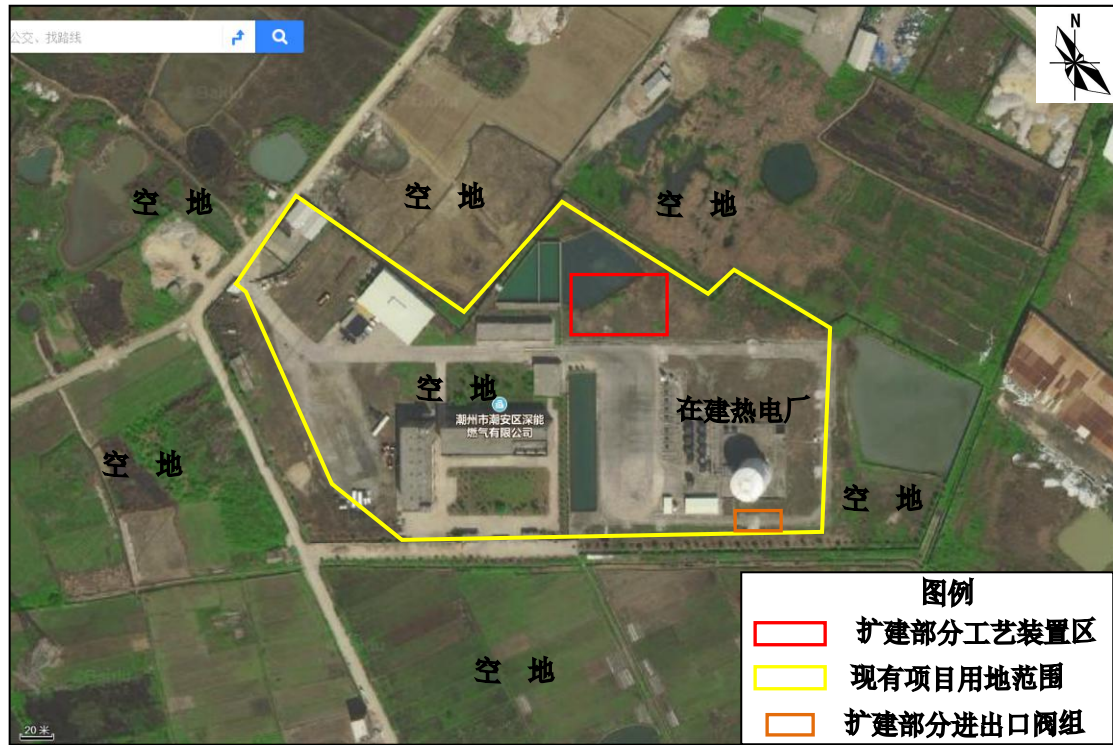 公交、找路线
N
空 地
空 地
空 地
空 地
潮州市潮安区深能
燃气有限公司
在建热电厂
空 地
空 地
空 地
图例
扩建部分工艺装置区
现有项目用地范围
扩建部分进出口阀组
20 米